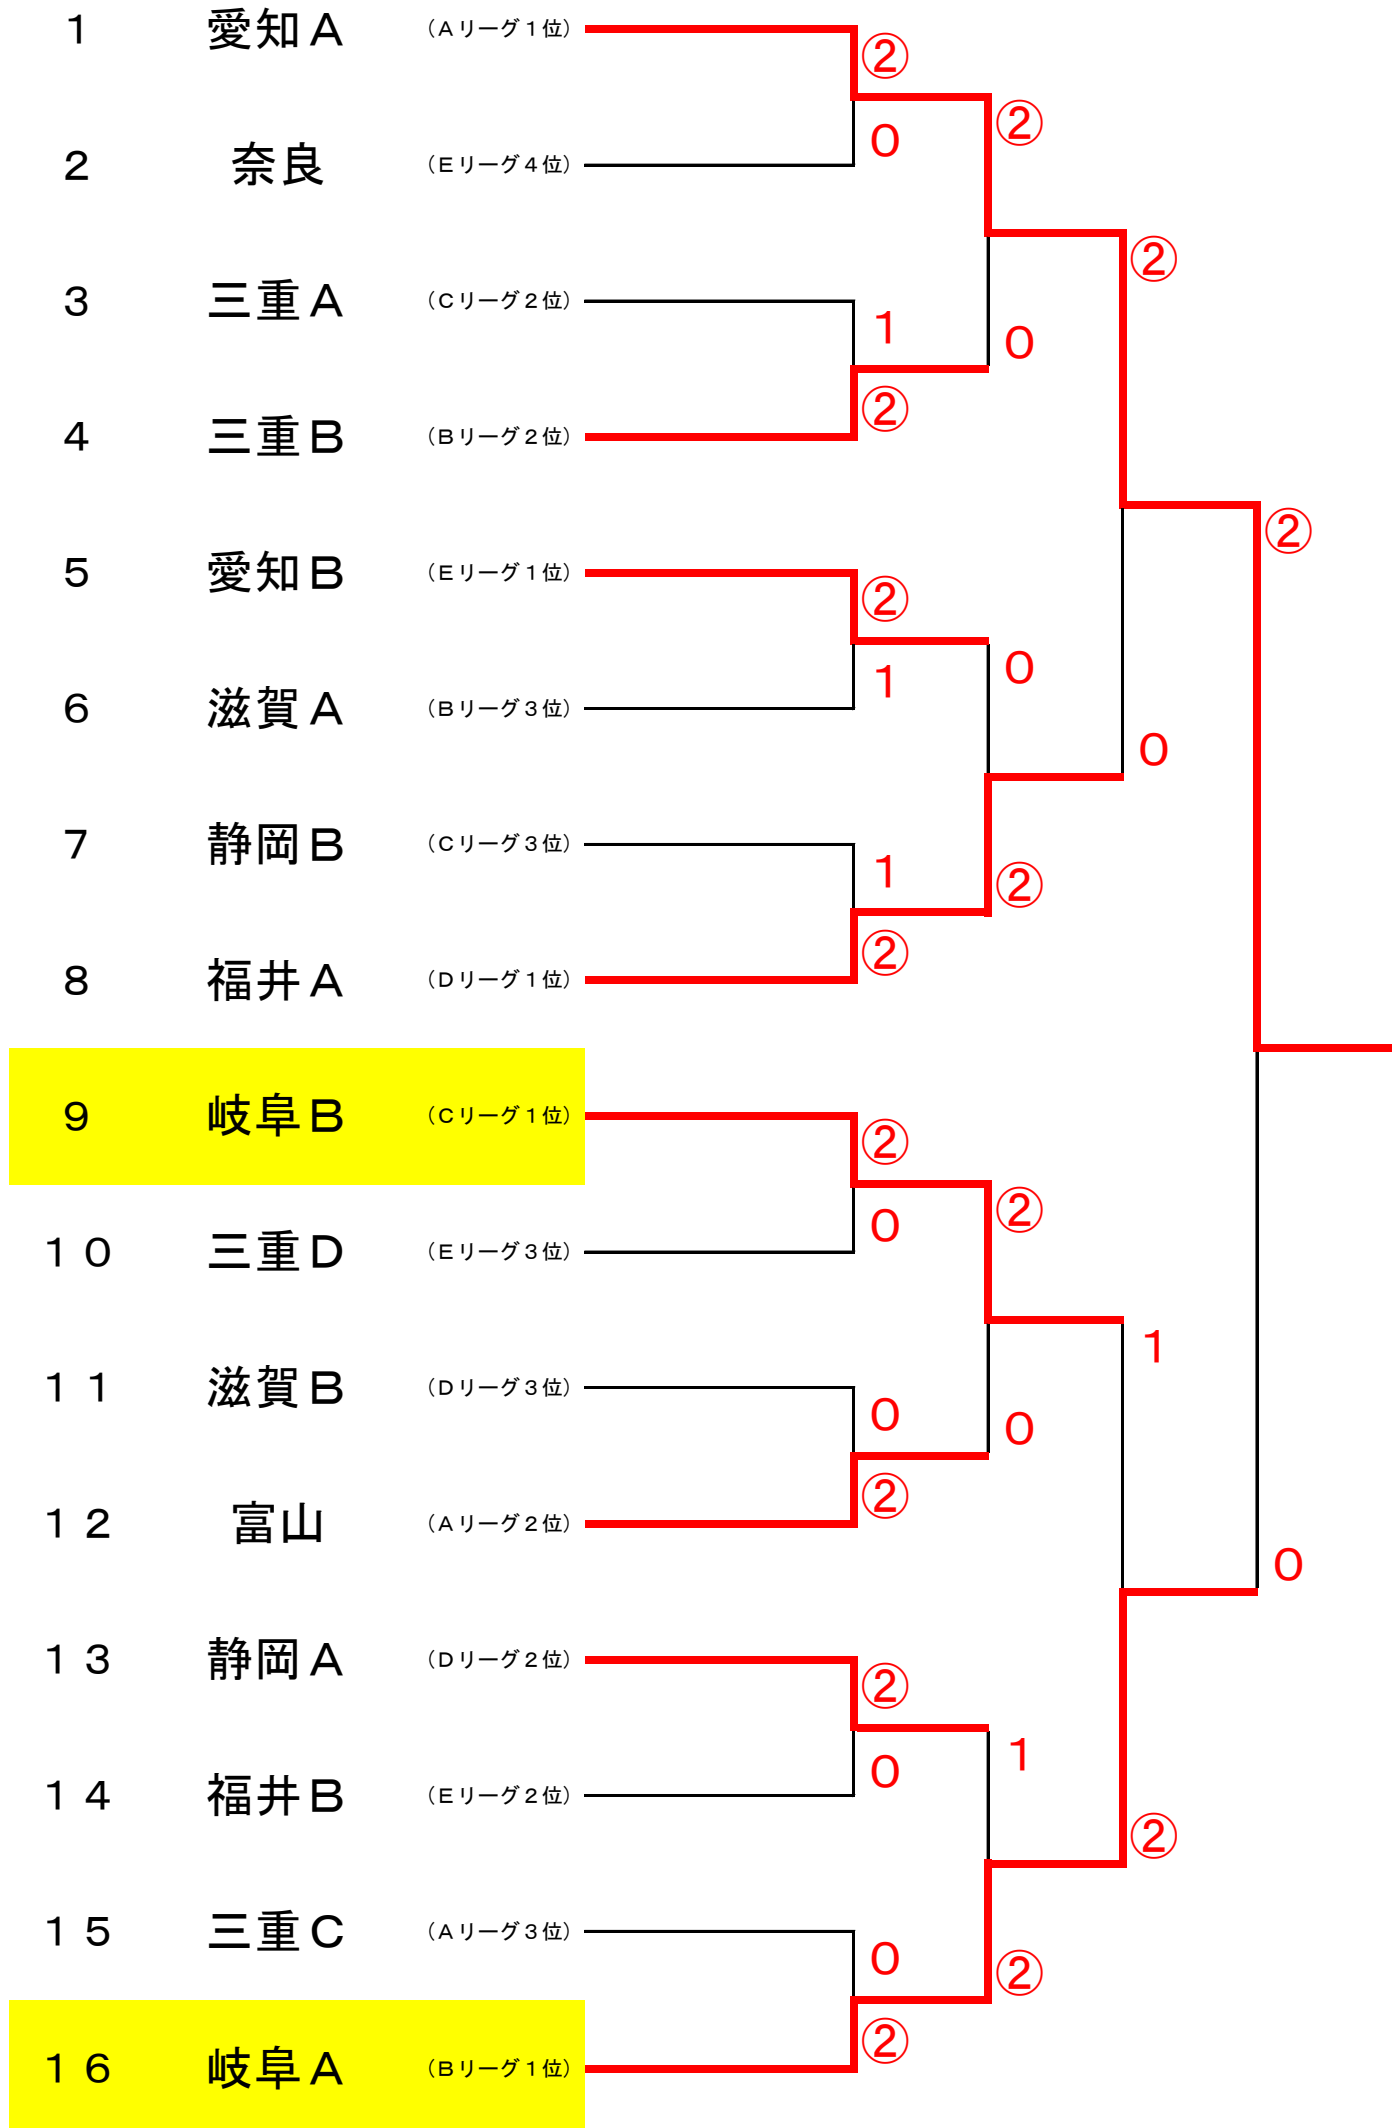 １ 愛知Ａ （Ａリーグ１位）
②
②
０
２ 奈良 （Ｅリーグ４位）
②
３ 三重Ａ （Ｃリーグ２位）
１
０
②
４ 三重Ｂ （Ｂリーグ２位）
②
５ 愛知Ｂ （Ｅリーグ１位）
②
０
１
６ 滋賀Ａ （Ｂリーグ３位）
０
７ 静岡Ｂ （Ｃリーグ３位）
１
②
②
８ 福井Ａ （Ｄリーグ１位）
９ 岐阜Ｂ （Ｃリーグ１位）
②
②
０
１０ 三重Ｄ （Ｅリーグ３位）
１
１１ 滋賀Ｂ （Ｄリーグ３位）
０
０
②
１２ 富山 （Ａリーグ２位）
０
１３ 静岡Ａ （Ｄリーグ２位）
②
１
０
１４ 福井Ｂ （Ｅリーグ２位）
②
１５ 三重Ｃ （Ａリーグ３位）
０
②
②
１６ 岐阜Ａ （Ｂリーグ１位）